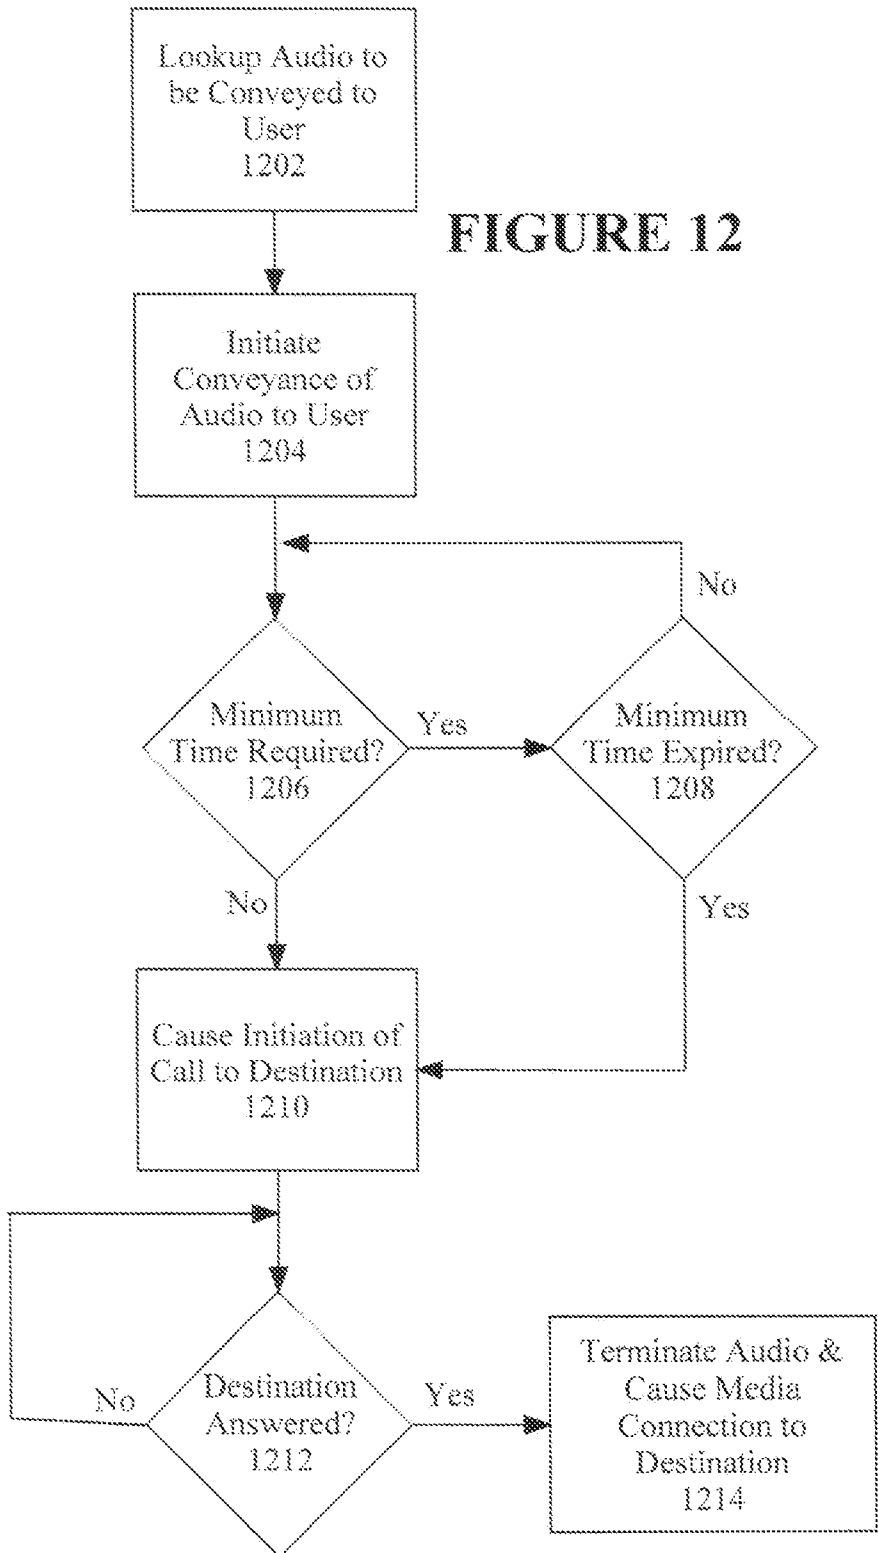 Lookup Audio to
be Conveyed to
User
1202
FIGURE 12
Initiate
Conveyance of
Audio to User
1204
No
Minimum
Time Required?
1206
Yes
Minimum
Time Expired?
1208
No
Yes
Cause Initiation of
Call to Destination
1210
No
Destination
Answered?
1212
Yes
Terminate Audio &
Cause Media
Connection to
Destination
1214